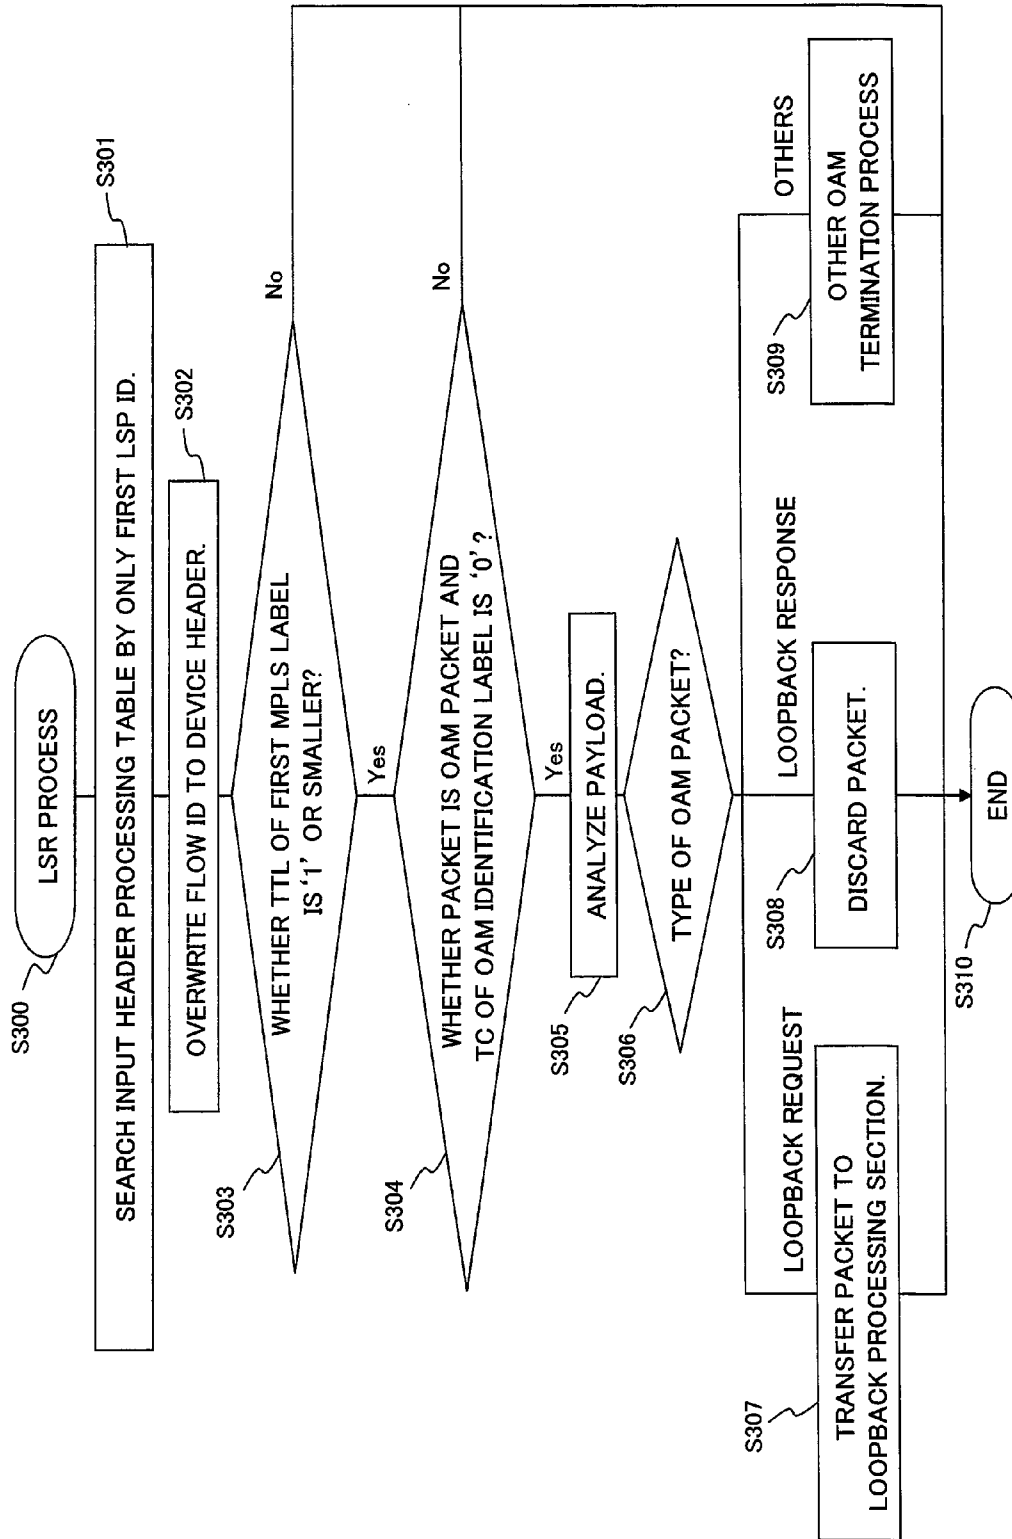 S300
LSR PROCESS
S301
SEARCH INPUT HEADER PROCESSING TABLE BY ONLY FIRST LSP ID.
S302
OVERWRITE FLOW ID TO DEVICE HEADER.
S303
WHETHER TTL OF FIRST MPLS LABEL
IS '1' OR SMALLER?
No
Yes
S304
WHETHER PACKET IS OAM PACKET AND
TC OF OAM IDENTIFICATION LABEL IS '0'?
No
Yes
S305
ANALYZE PAYLOAD.
S306
TYPE OF OAM PACKET?
LOOPBACK REQUEST
LOOPBACK RESPONSE
OTHERS
S307
TRANSFER PACKET TO
LOOPBACK PROCESSING SECTION.
S308
DISCARD PACKET.
S309
OTHER OAM
TERMINATION PROCESS
S310
END